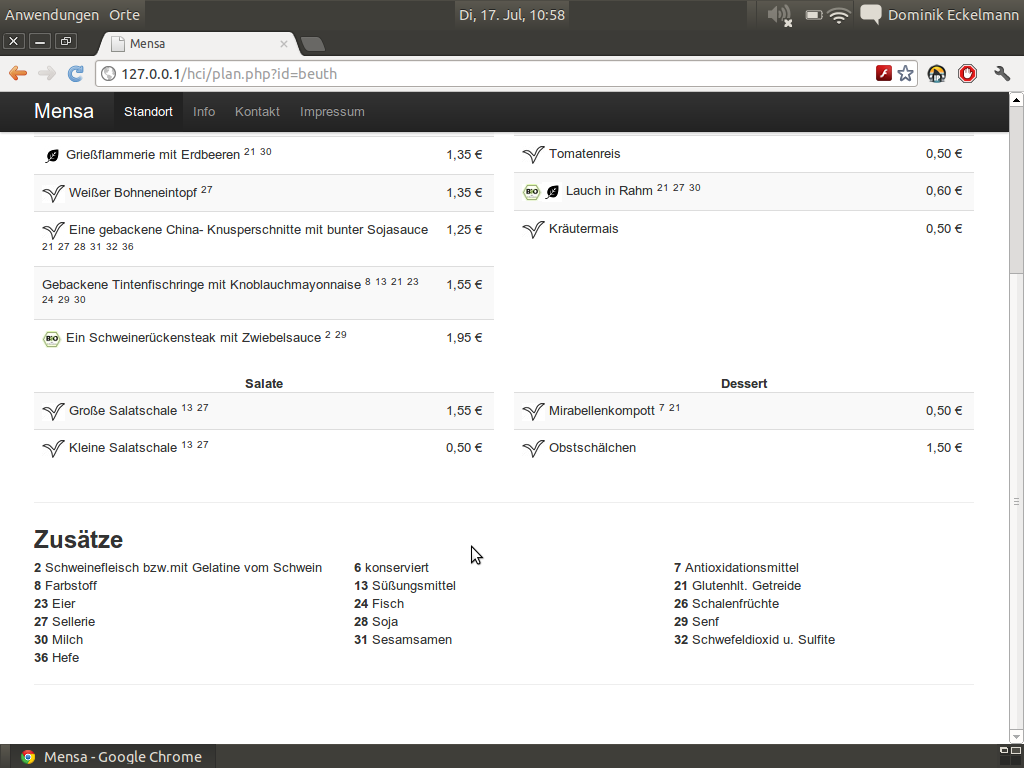 Anwendungen Orte
Di, 17. Jul, 10:58
Dominik Eckelmann
Mensa
127.0.0.1/hci/plan.php?id=beuth
Mensa Standort Info Kontakt Impressum
Grießflammerie mit Erdbeeren 21 30 1,35 €
Weißer Bohneneintopf 27 1,35 €
Eine gebackene China- Knusperschnitte mit bunter Sojasauce 1,25 €
21 27 28 31 32 36
Gebackene Tintenfischringe mit Knoblauchmayonnaise 8 13 21 23 1,55 €
24 29 30
BIO Ein Schweinerückensteak mit Zwiebelsauce 2 29 1,95 €
Tomatenreis 0,50 €
BIO Lauch in Rahm 21 27 30 0,60 €
Kräutermais 0,50 €
Salate
Große Salatschale 13 27 1,55 €
Kleine Salatschale 13 27 0,50 €
Dessert
Mirabellenkompott 7 21 0,50 €
Obstschälchen 1,50 €
Zusätze
2 Schweinefleisch bzw.mit Gelatine vom Schwein 6 konserviert 7 Antioxidationsmittel
8 Farbstoff 13 Süßungsmittel 21 Glutenhlt. Getreide
23 Eier 24 Fisch 26 Schalenfrüchte
27 Sellerie 28 Soja 29 Senf
30 Milch 31 Sesamsamen 32 Schwefeldioxid u. Sulfite
36 Hefe
Mensa - Google Chrome